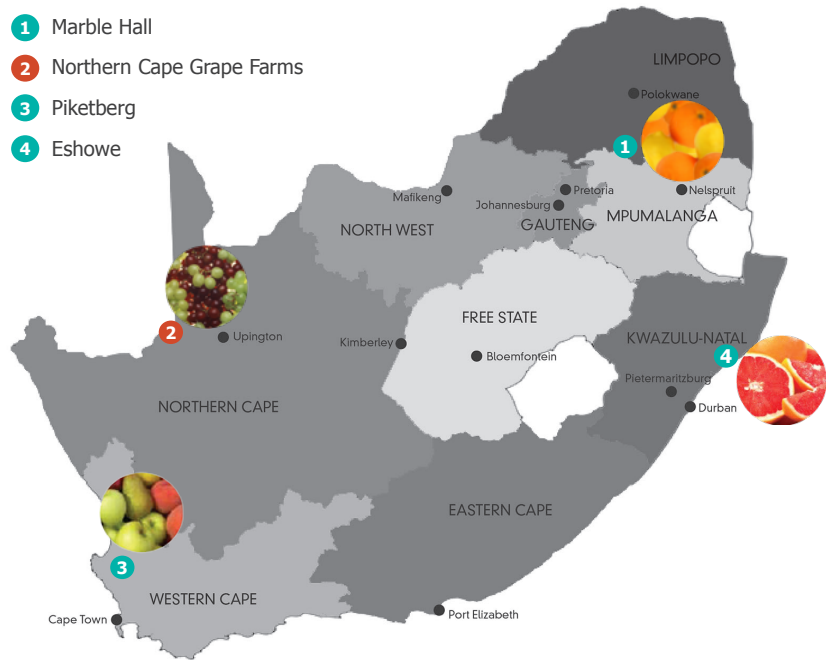 1 Marble Hall
2 Northern Cape Grape Farms
3 Piketberg
4 Eshowe
LIMPOPO
Polokwane
1
Mafikeng
Pretoria
Nelspruit
Johannesburg
NORTH WEST
GAUTENG
MPUMALANGA
FREE STATE
2
Upington
Kimberley
KWAZULU-NATAL
Bloemfontein
4
Pietermaritzburg
NORTHERN CAPE
Durban
EASTERN CAPE
3
WESTERN CAPE
Cape Town
Port Elizabeth